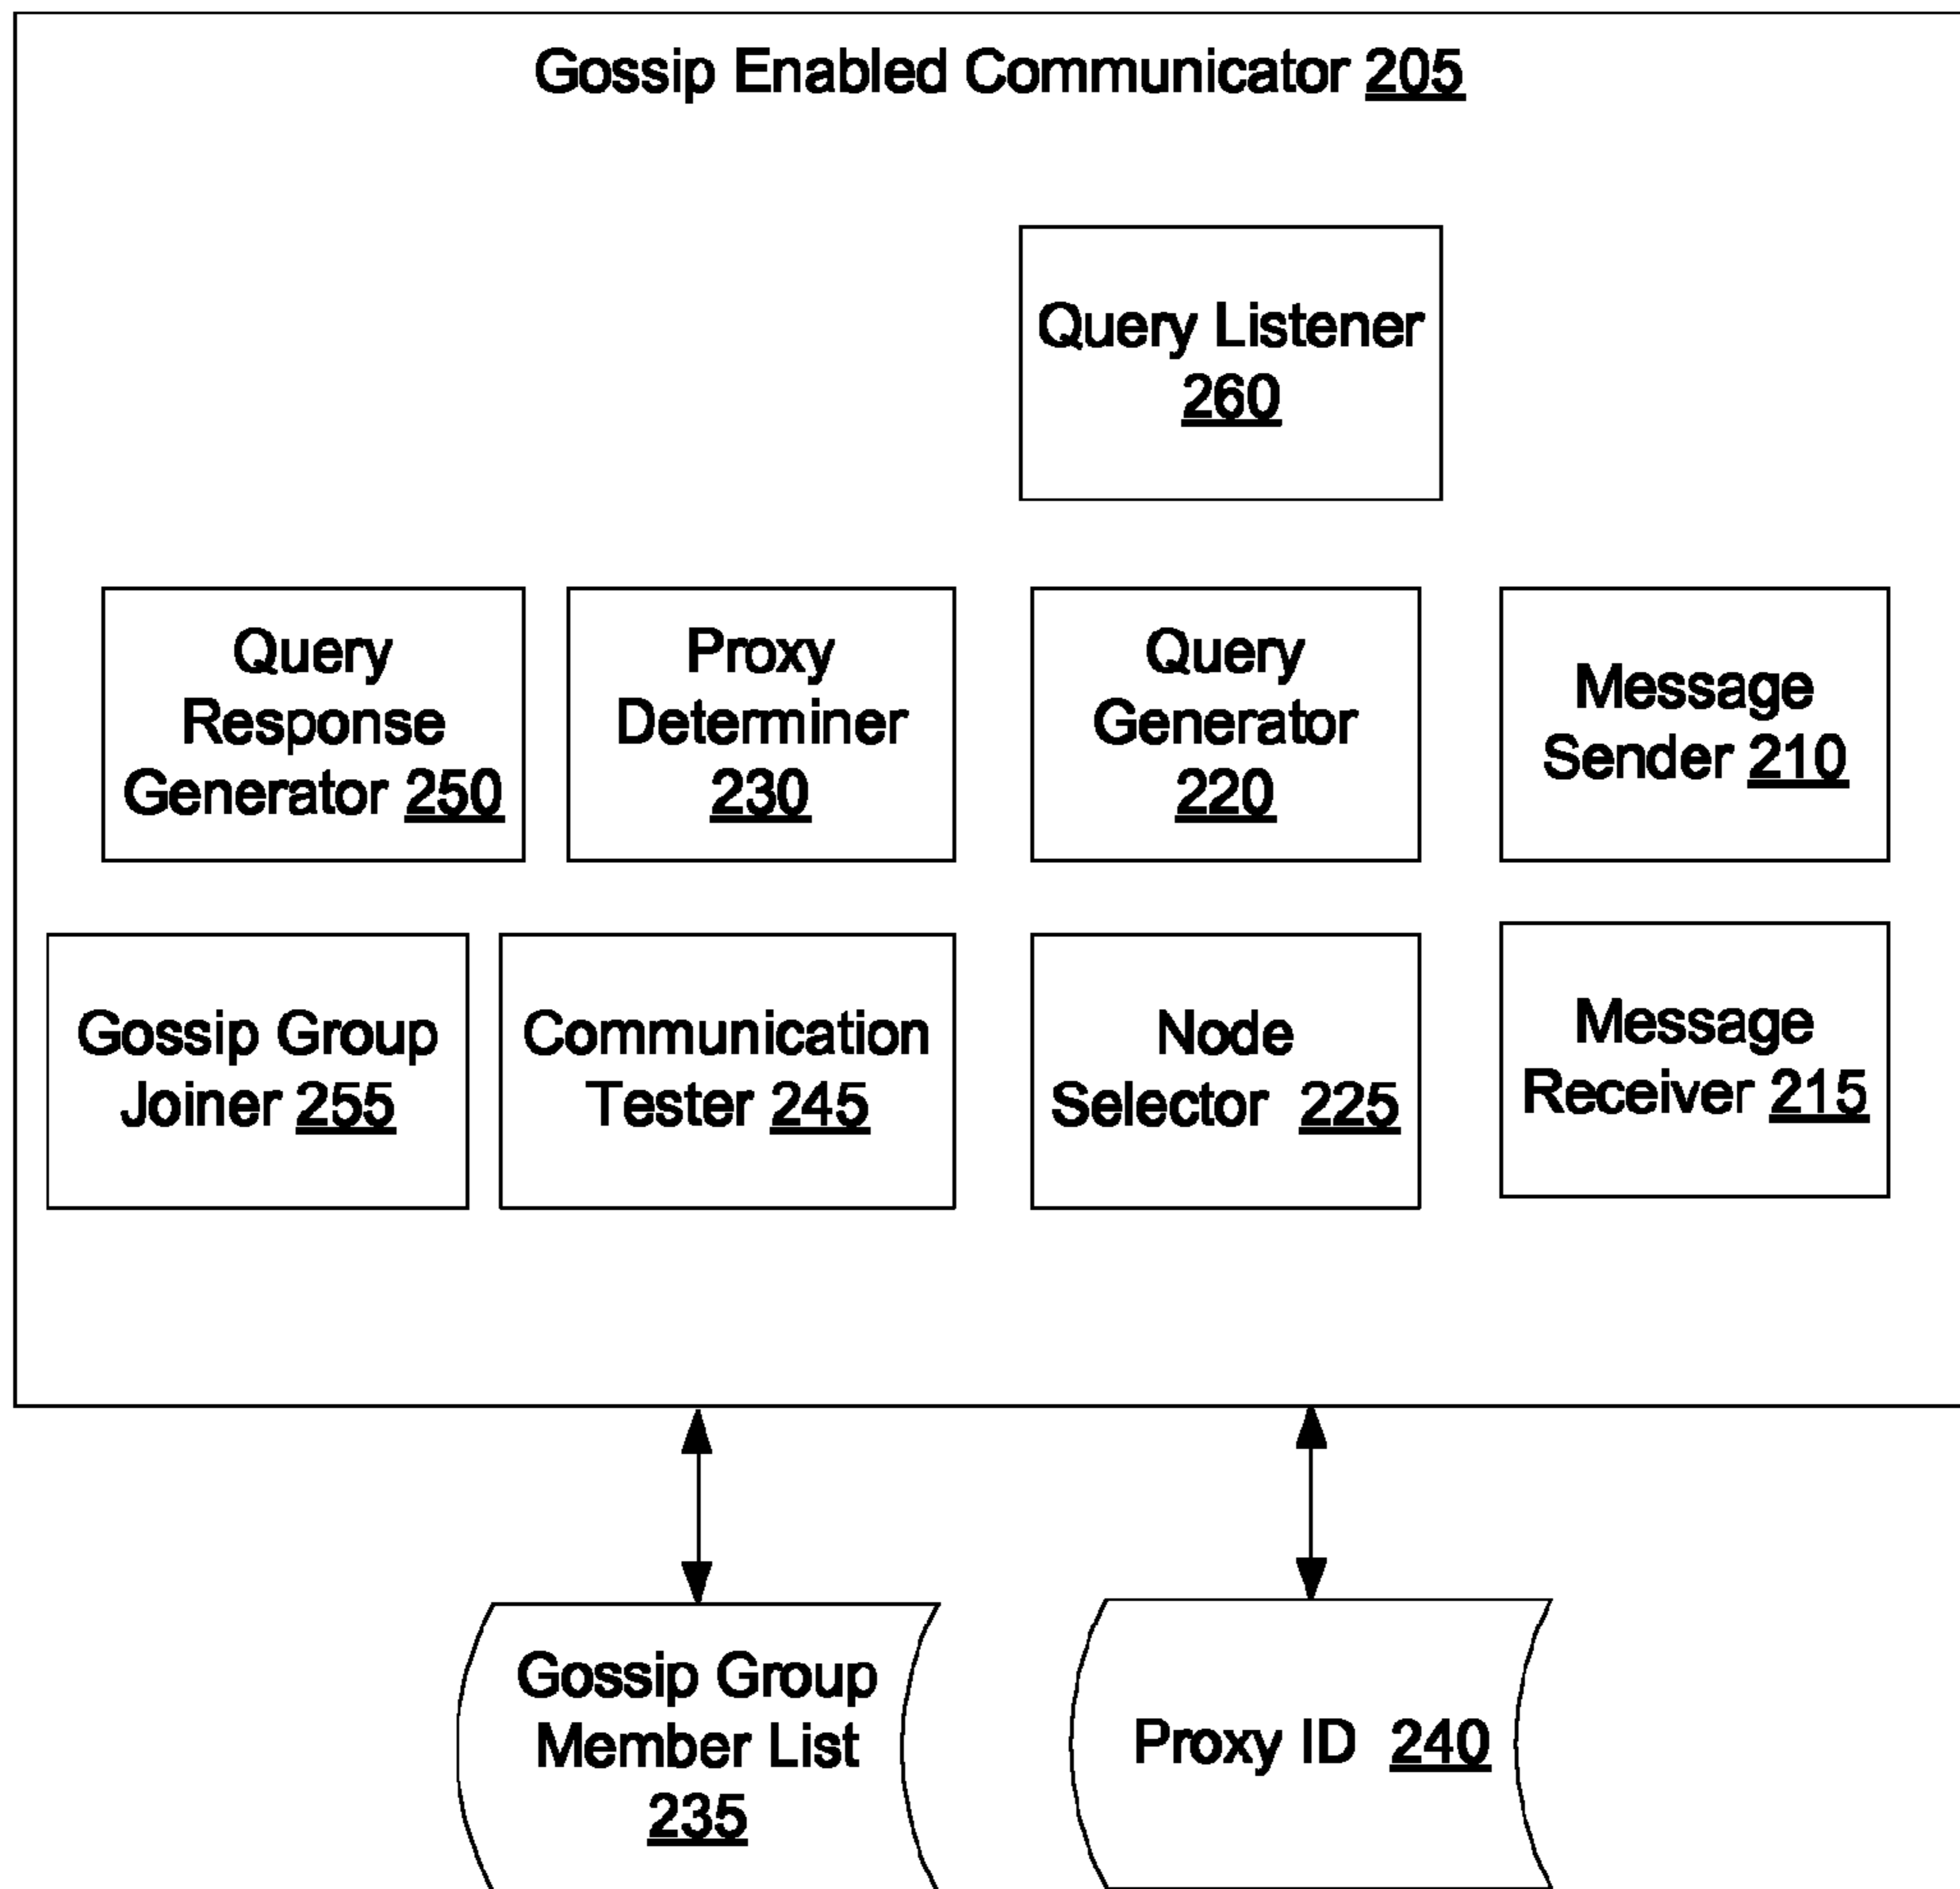 Gossip Enabled Communicator 205
Query Listener
260
Query
Response
Generator 250
Proxy
Determiner
230
Query
Generator
220
Message
Sender 210
Gossip Group
Joiner 255
Communication
Tester 245
Node
Selector 225
Message
Receiver 215
Gossip Group
Member List
235
Proxy ID 240